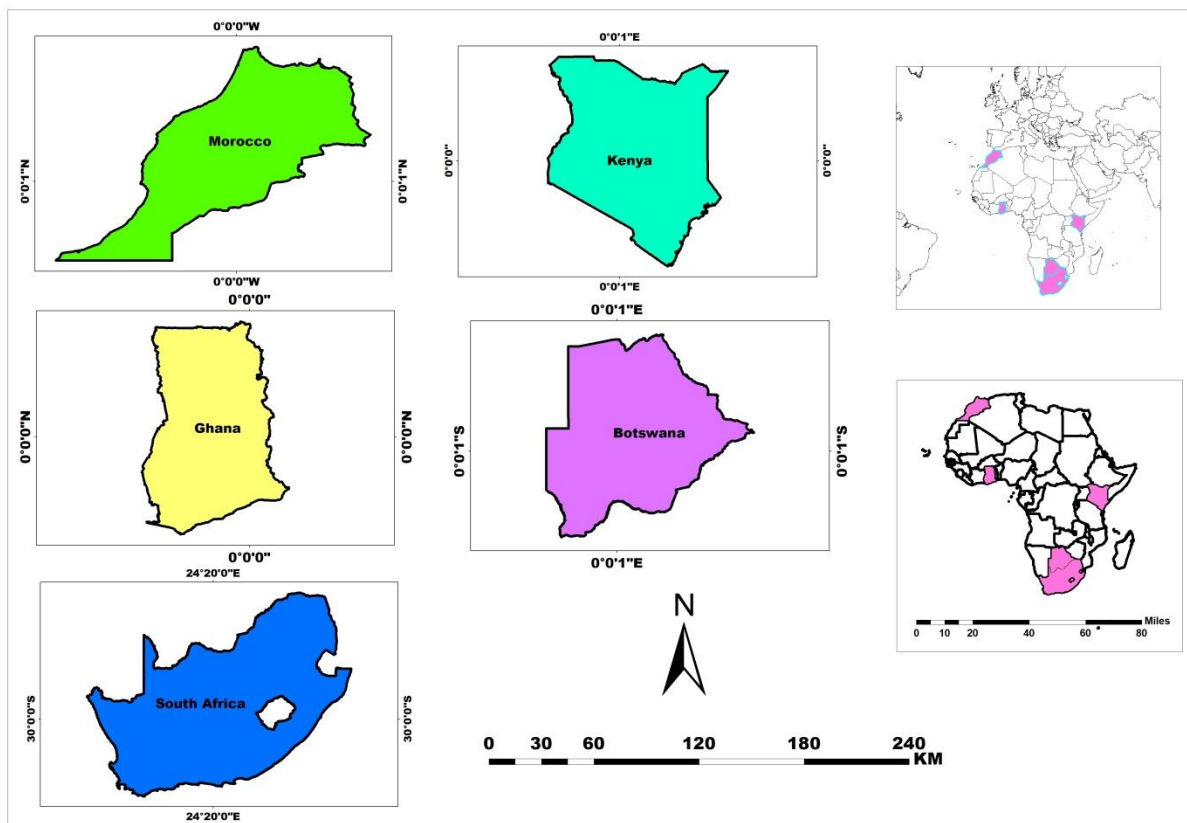 0°0'0"W
0°0'1"N
Morocco
0°0'1"N
0°0'0"W
0°0'1"E
0°0'0"
Kenya
0°0'0"
0°0'1"E
0°0'0"
0°0'0"N
Ghana
0°0'0"N
0°0'0"
0°0'1"E
0°0'1"S
Botswana
0°0'1"S
0°0'1"E
24°20'0"E
30°0'0"S
South Africa
30°0'0"S
24°20'0"E
N
0 30 60 120 180 240
KM
Miles
0 10 20 40 60 80